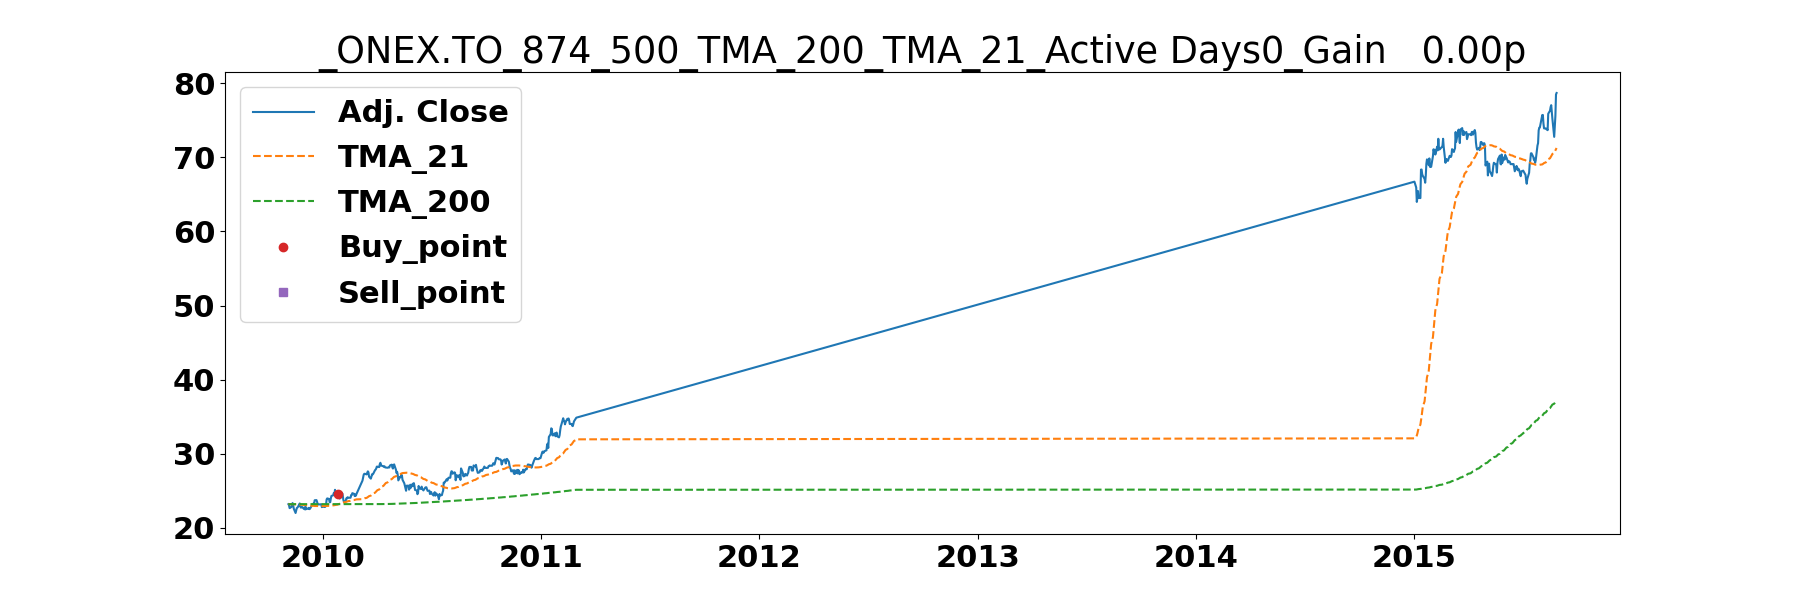 _ONEX.TO_874_500_TMA_200_TMA_21_Active Days0_Gain   0.00p
80
70
60
50
40
30
20
Adj. Close
TMA_21
TMA_200
Buy_point
Sell_point
2010 2011 2012 2013 2014 2015